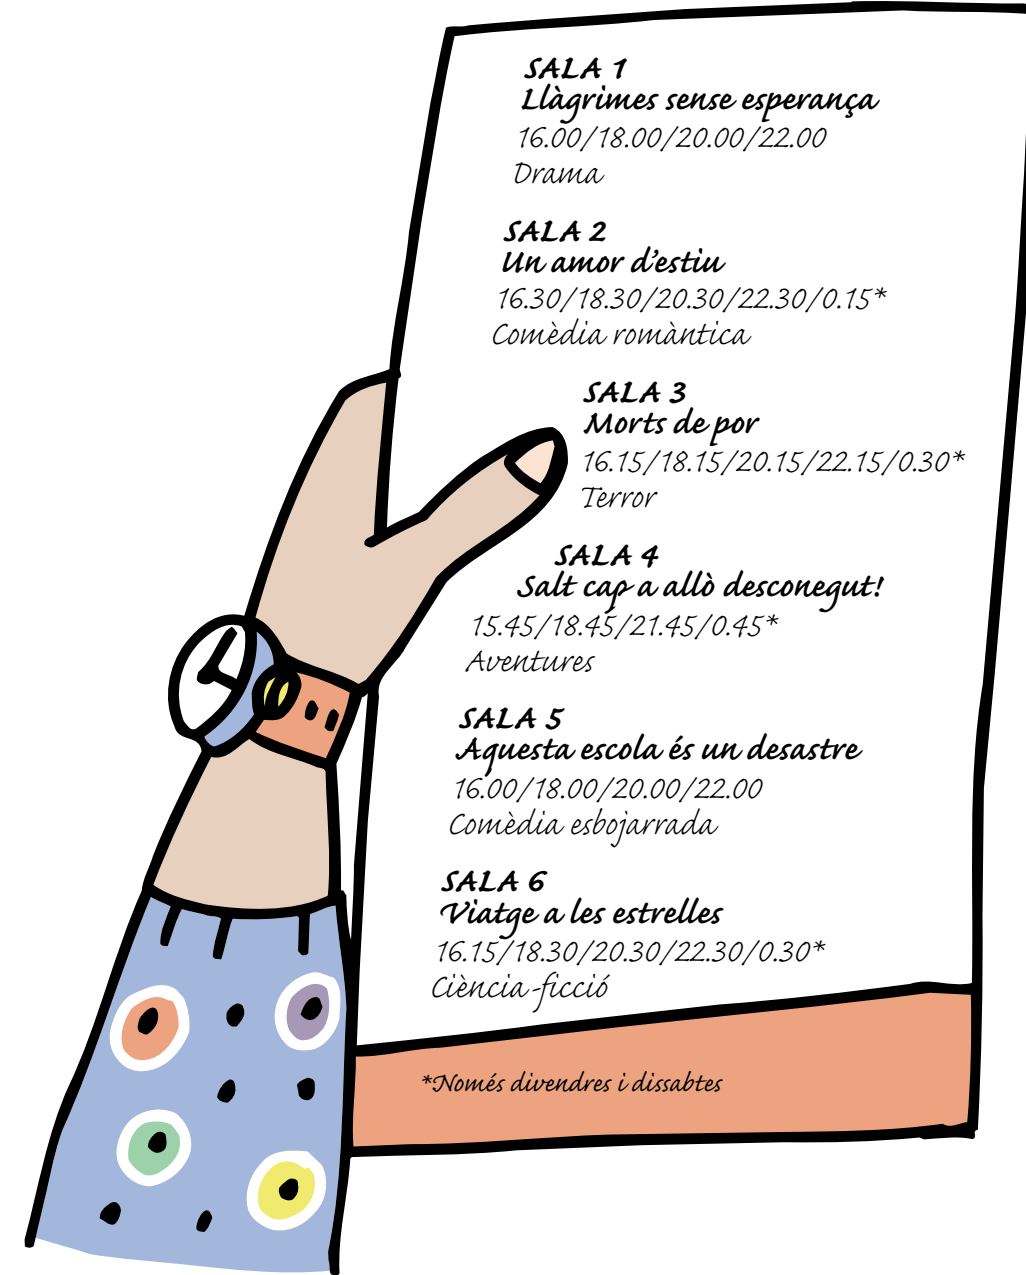 SALA 1
Llàgrimes sense esperança
16.00/18.00/20.00/22.00
Drama
SALA 2
Un amor d'estiu
16.30/18.30/20.30/22.30/0.15*
Comèdia romàntica
SALA 3
Morts de por
16.15/18.15/20.15/22.15/0.30*
Terror
SALA 4
Salt cap a allò desconegut!
15.45/18.45/21.45/0.45*
Aventures
SALA 5
Aquesta escola és un desastre
16.00/18.00/20.00/22.00
Comèdia esbojarrada
SALA 6
Viatge a les estrelles
16.15/18.30/20.30/22.30/0.30*
Ciència-ficció
*Només divendres i dissabtes